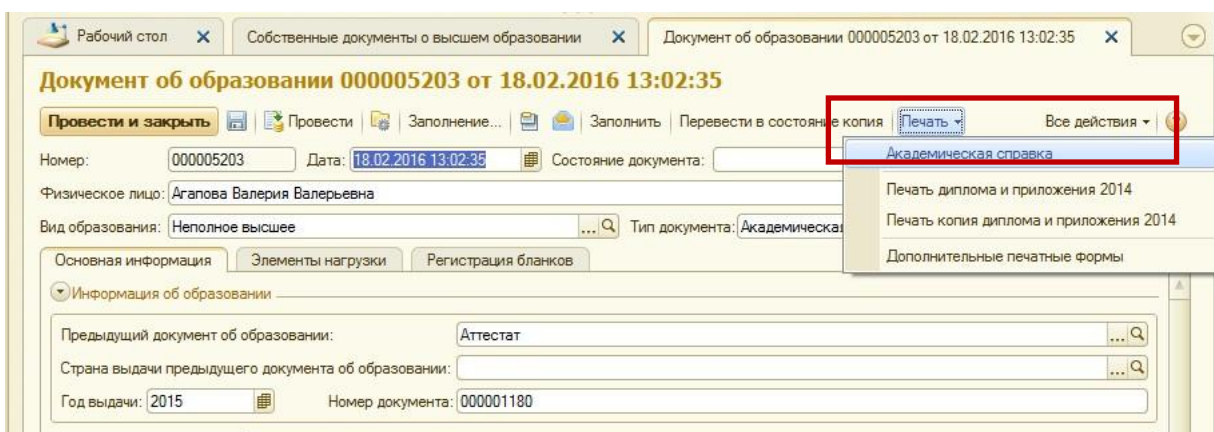 Рабочий стол Собственные документы о высшем образовании Документ об образовании 000005203 от 18.02.2016 13:02:35
Документ об образовании 000005203 от 18.02.2016 13:02:35
Провести и закрыть Провести Заполнение... Заполнить Перевести в состояние копия Печать Все действия
Номер: 000005203 Дата: 18.02.2016 13:02:35 Состояние документа:
Академическая справка
Физическое лицо: Агапова Валерия Валерьевна
Печать диплома и приложения 2014
Вид образования: Неполное высшее ... Тип документа: Академическая
Печать копия диплома и приложения 2014
Основная информация Элементы нагрузки Регистрация бланков
Дополнительные печатные формы
Информация об образовании
Предыдущий документ об образовании: Аттестат ...
Страна выдачи предыдущего документа об образовании: ...
Год выдачи: 2015 Номер документа: 000001180